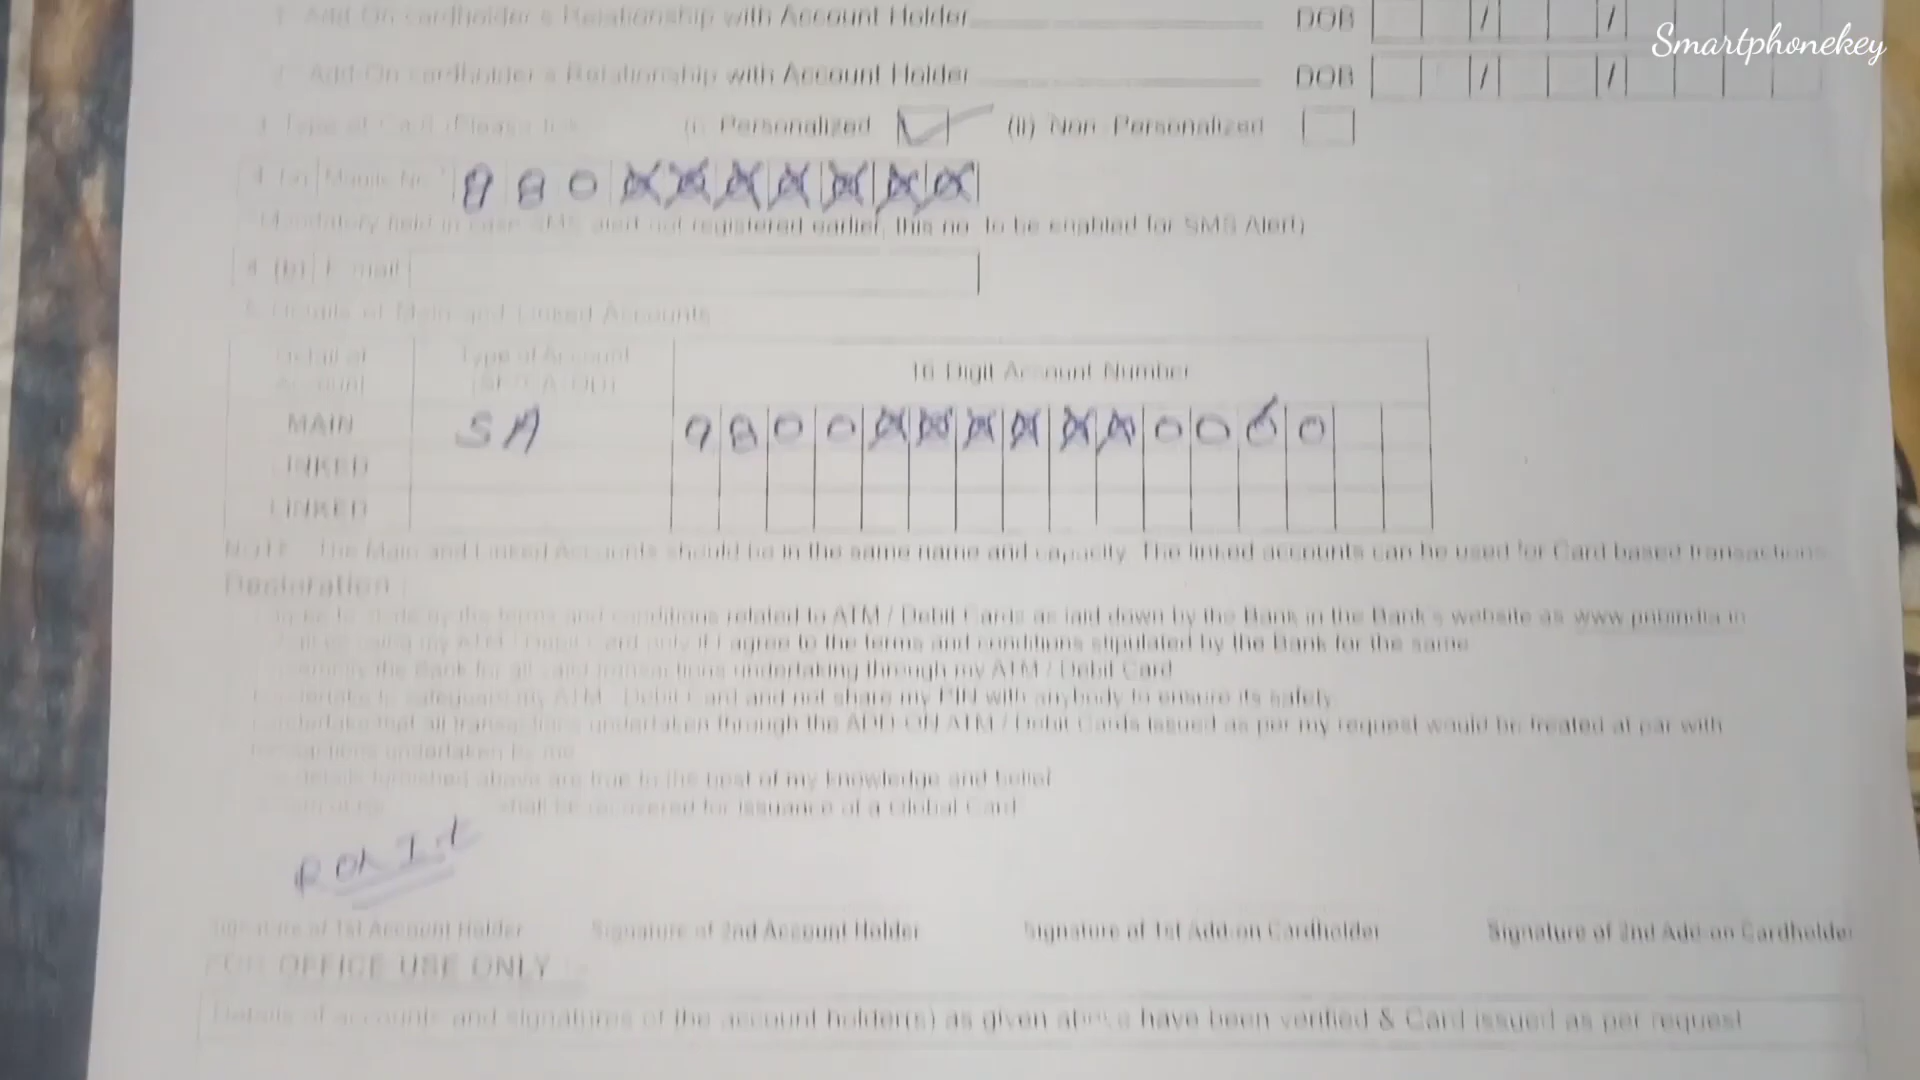 Smartphonekey
Add-On cardholder's Relationship with Account Holder DOB / /
Add-On cardholder's Relationship with Account Holder DOB / /
Type of Card (Please tick) (i) Personalized (ii) Non-Personalized
4 (a) Mobile No.
Mandatory field in case SMS alert not registered earlier, this no. to be enabled for SMS Alert)
4 (b) E-mail
5 Details of Main and Linked Accounts
Detail of Account Type of Account 16 Digit Account Number
MAIN SA 9 8 0 0 X X X X X X 0 0 6 0
LINKED
LINKED
NOTE The Main and Linked Accounts should be in the same name and capacity. The linked accounts can be used for Card based transactions
Declaration :
agree to abide by the terms and conditions related to ATM / Debit Cards as laid down by the Bank in the Bank's website as www.pnbindia.in
using my ATM / Debit Card only if I agree to the terms and conditions stipulated by the Bank for the same
the Bank for all valid transactions undertaking through my ATM / Debit Card
undertake to safeguard my ATM / Debit Card and not share my PIN with anybody to ensure its safety.
undertake that all transactions undertaken through the ADD-ON ATM / Debit Cards issued as per my request would be treated at par with
transactions undertaken by me
details furnished above are true to the best of my knowledge and belief
shall be recovered for issuance of a Global Card
Rohit
Signature of 1st Account Holder Signature of 2nd Account Holder Signature of 1st Add-on Cardholder Signature of 2nd Add-on Cardholder
FOR OFFICE USE ONLY :
Details of accounts and signatures of the account holder(s) as given above have been verified & Card issued as per request